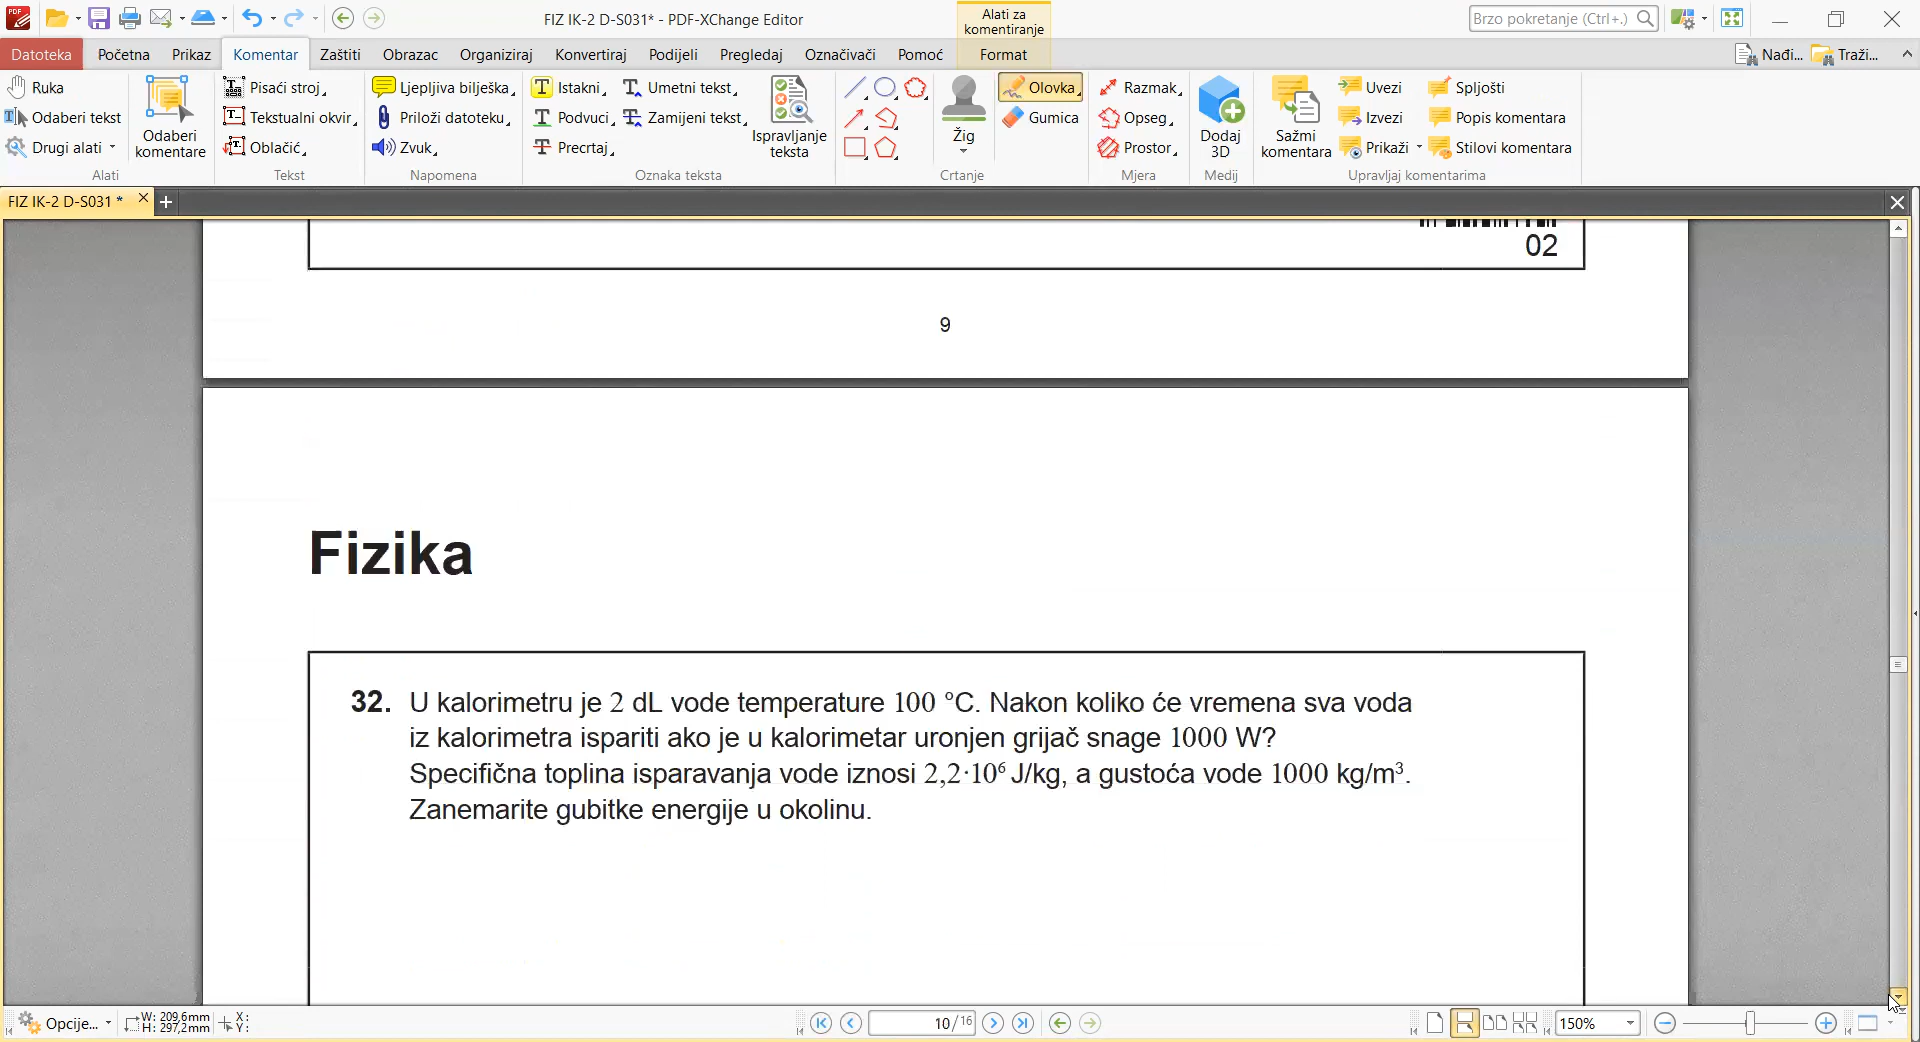 FIZ IK-2 D-S031* - PDF-XChange Editor
Alati za komentiranje
Brzo pokretanje (Ctrl+.)
Datoteka Početna Prikaz Komentar Zaštiti Obrazac Organiziraj Konvertiraj Podijeli Pregledaj Označivači Pomoć Format Nađi... Traži...
Ruka
Odaberi tekst
Drugi alati
Odaberi komentare
Alati
Pisaći stroj
Tekstualni okvir
Oblačić
Tekst
Ljepljiva bilješka
Priloži datoteku
Zvuk
Napomena
Istakni
Podvuci
Precrtaj
Umetni tekst
Zamijeni tekst
Ispravljanje teksta
Oznaka teksta
Žig
Crtanje
Olovka
Gumica
Razmak
Opseg
Prostor
Mjera
Dodaj 3D
Medij
Sažmi komentara
Uvezi
Izvezi
Prikaži
Spljošti
Popis komentara
Stilovi komentara
Upravljaj komentarima
FIZ IK-2 D-S031 *
02
9
Fizika
32. U kalorimetru je 2 dL vode temperature 100 °C. Nakon koliko će vremena sva voda
iz kalorimetra ispariti ako je u kalorimetar uronjen grijač snage 1000 W?
Specifična toplina isparavanja vode iznosi 2,2·10⁶ J/kg, a gustoća vode 1000 kg/m³.
Zanemarite gubitke energije u okolinu.
Opcije...
W: 209,6mm
H: 297,2mm
X:
Y:
10/16
150%